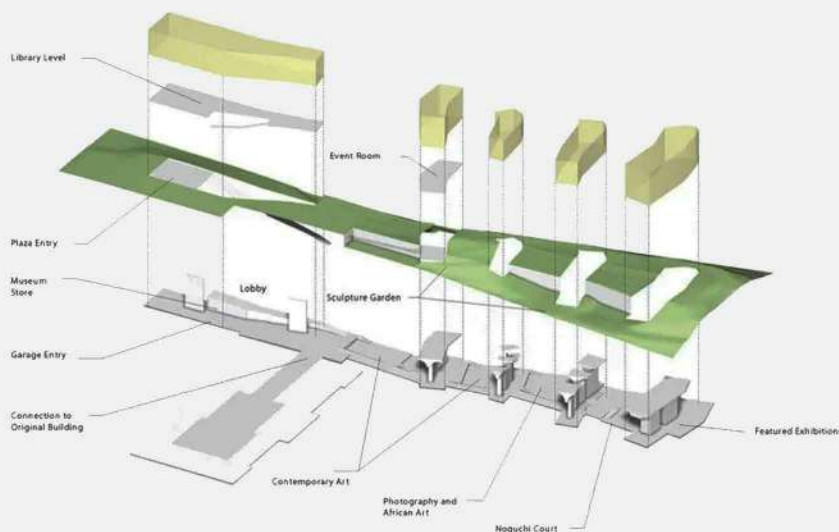 Library Level
Event Room
Plaza Entry
Museum
Store
Lobby
Sculpture Garden
Garage Entry
Connection to
Original Building
Featured Exhibition
Contemporary Art
Photography and
African Art
Noguchi Court